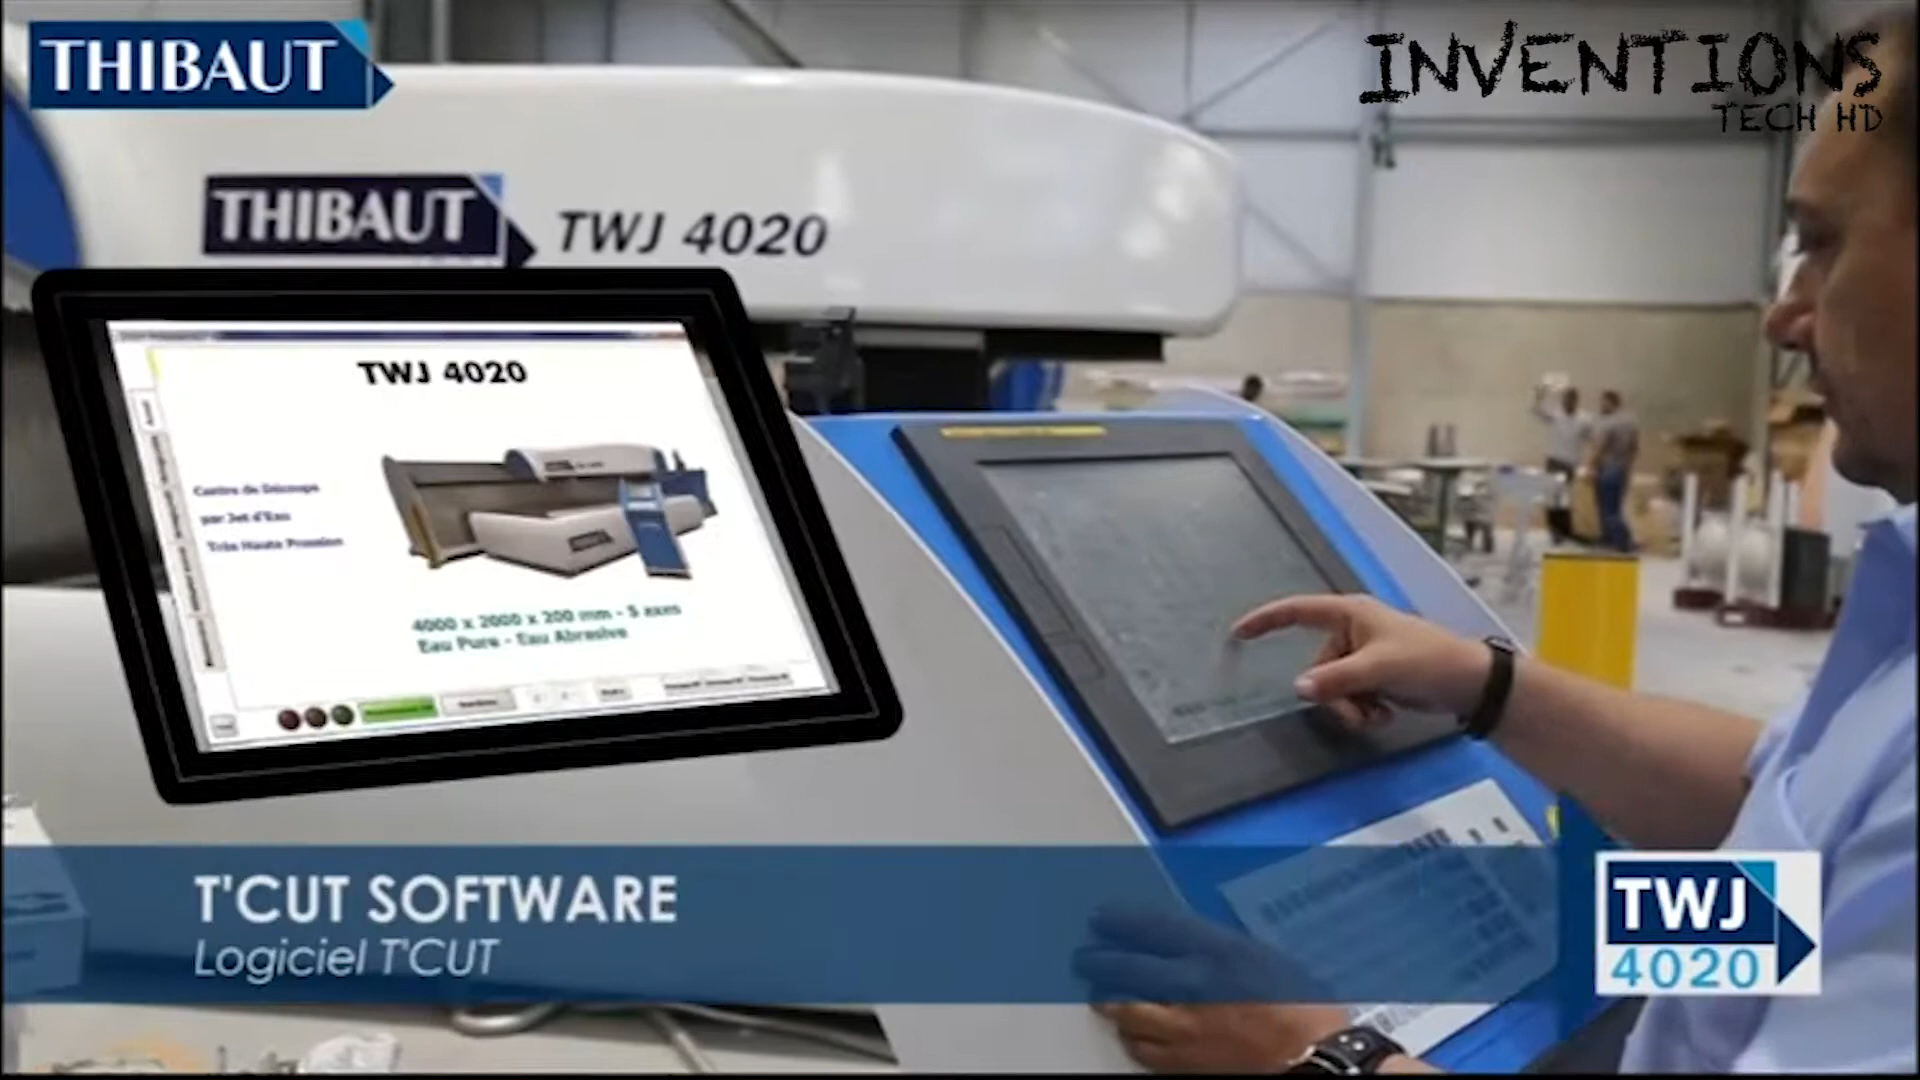 THIBAUT
INVENTIONS
TECH HD
THIBAUT TWJ 4020
TWJ 4020
Centre de Découpe
par Jet d'Eau
Très Haute Pression
4000 x 2000 x 200 mm - 5 axes
Eau Pure - Eau Abrasive
T'CUT SOFTWARE
Logiciel T'CUT
TWJ
4020